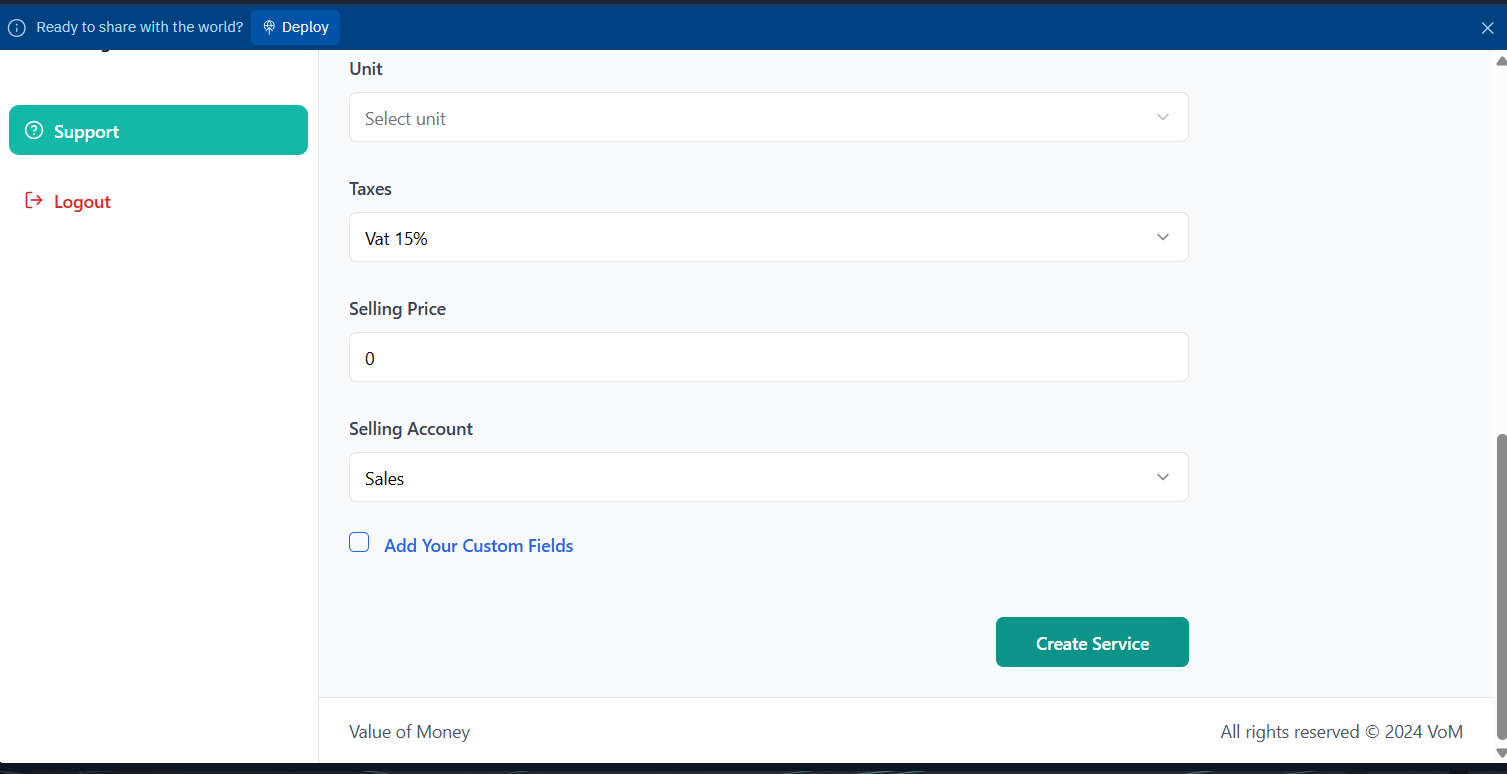 Ready to share with the world? Deploy
Support
Logout
Unit
Select unit
Taxes
Vat 15%
Selling Price
0
Selling Account
Sales
Add Your Custom Fields
Create Service
Value of Money
All rights reserved © 2024 VoM